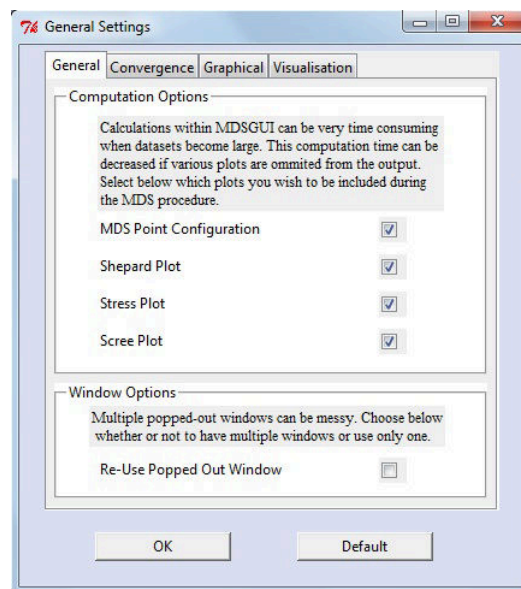 General Settings
General Convergence Graphical Visualisation
Computation Options
Calculations within MDSGUI can be very time consuming
when datasets become large. This computation time can be
decreased if various plots are ommited from the output.
Select below which plots you wish to be included during
the MDS procedure.
MDS Point Configuration
Shepard Plot
Stress Plot
Scree Plot
Window Options
Multiple popped-out windows can be messy. Choose below
whether or not to have multiple windows or use only one.
Re-Use Popped Out Window
OK Default